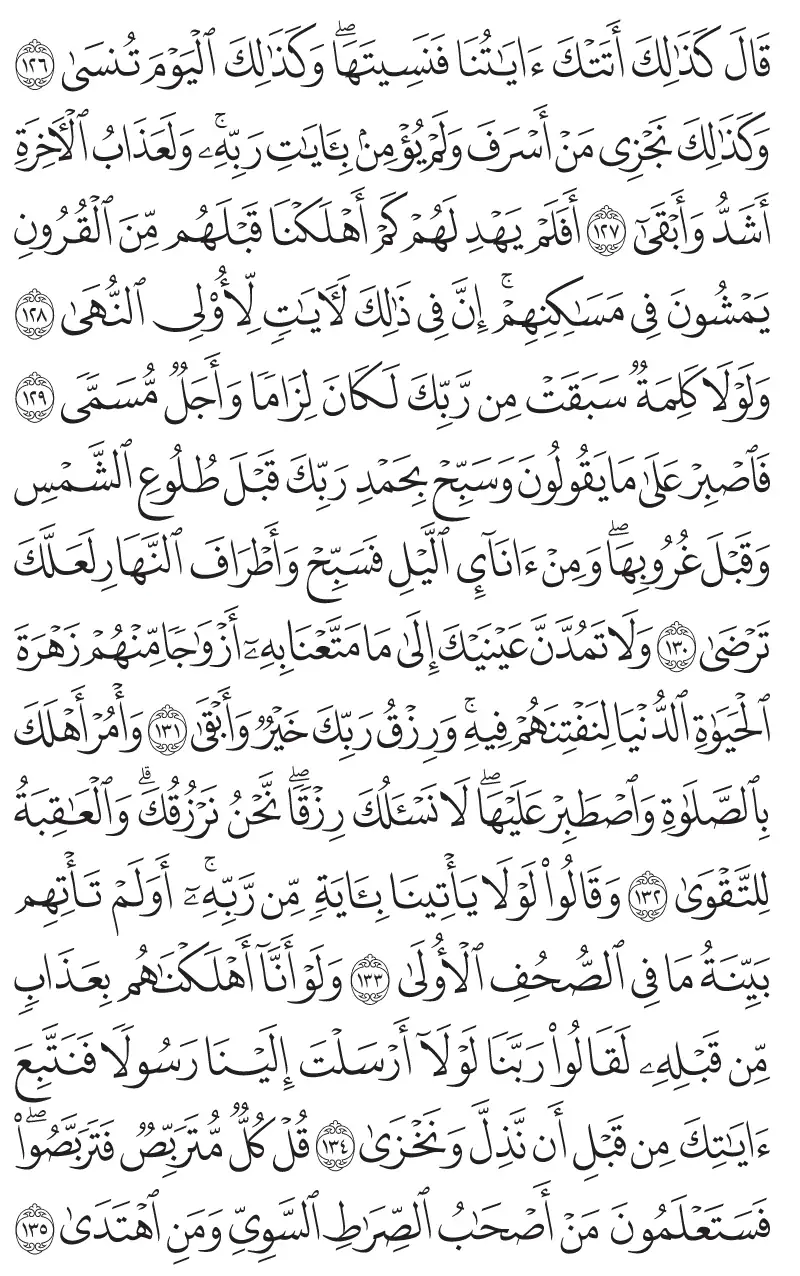 قَالَ كَذَٰلِكَ أَتَتْكَ ءَايَٰتُنَا فَنَسِيتَهَاۖ وَكَذَٰلِكَ ٱلْيَوْمَ تُنسَىٰ ١٢٦
وَكَذَٰلِكَ نَجْزِى مَنْ أَسْرَفَ وَلَمْ يُؤْمِنۢ بِـَٔايَٰتِ رَبِّهِۦۚ وَلَعَذَابُ ٱلْـَٔاخِرَةِ
أَشَدُّ وَأَبْقَىٰٓ ١٢٧ أَفَلَمْ يَهْدِ لَهُمْ كَمْ أَهْلَكْنَا قَبْلَهُم مِّنَ ٱلْقُرُونِ
يَمْشُونَ فِى مَسَٰكِنِهِمْۚ إِنَّ فِى ذَٰلِكَ لَـَٔايَٰتٍ لِّأُو۟لِى ٱلنُّهَىٰ ١٢٨
وَلَوْلَا كَلِمَةٌ سَبَقَتْ مِن رَّبِّكَ لَكَانَ لِزَامًا وَأَجَلٌ مُّسَمًّى ١٢٩
فَٱصْبِرْ عَلَىٰ مَا يَقُولُونَ وَسَبِّحْ بِحَمْدِ رَبِّكَ قَبْلَ طُلُوعِ ٱلشَّمْسِ
وَقَبْلَ غُرُوبِهَاۖ وَمِنْ ءَانَآئِ ٱلَّيْلِ فَسَبِّحْ وَأَطْرَافَ ٱلنَّهَارِ لَعَلَّكَ
تَرْضَىٰ ١٣٠ وَلَا تَمُدَّنَّ عَيْنَيْكَ إِلَىٰ مَا مَتَّعْنَا بِهِۦٓ أَزْوَٰجًا مِّنْهُمْ زَهْرَةَ
ٱلْحَيَوٰةِ ٱلدُّنْيَا لِنَفْتِنَهُمْ فِيهِۚ وَرِزْقُ رَبِّكَ خَيْرٌ وَأَبْقَىٰ ١٣١ وَأْمُرْ أَهْلَكَ
بِٱلصَّلَوٰةِ وَٱصْطَبِرْ عَلَيْهَاۖ لَا نَسْـَٔلُكَ رِزْقًاۖ نَّحْنُ نَرْزُقُكَۗ وَٱلْعَٰقِبَةُ
لِلتَّقْوَىٰ ١٣٢ وَقَالُوا۟ لَوْلَا يَأْتِينَا بِـَٔايَةٍ مِّن رَّبِّهِۦٓۚ أَوَلَمْ تَأْتِهِم
بَيِّنَةُ مَا فِى ٱلصُّحُفِ ٱلْأُولَىٰ ١٣٣ وَلَوْ أَنَّآ أَهْلَكْنَٰهُم بِعَذَابٍ
مِّن قَبْلِهِۦ لَقَالُوا۟ رَبَّنَا لَوْلَآ أَرْسَلْتَ إِلَيْنَا رَسُولًا فَنَتَّبِعَ
ءَايَٰتِكَ مِن قَبْلِ أَن نَّذِلَّ وَنَخْزَىٰ ١٣٤ قُلْ كُلٌّ مُّتَرَبِّصٌ فَتَرَبَّصُوا۟ۖ
فَسَتَعْلَمُونَ مَنْ أَصْحَٰبُ ٱلصِّرَٰطِ ٱلسَّوِىِّ وَمَنِ ٱهْتَدَىٰ ١٣٥